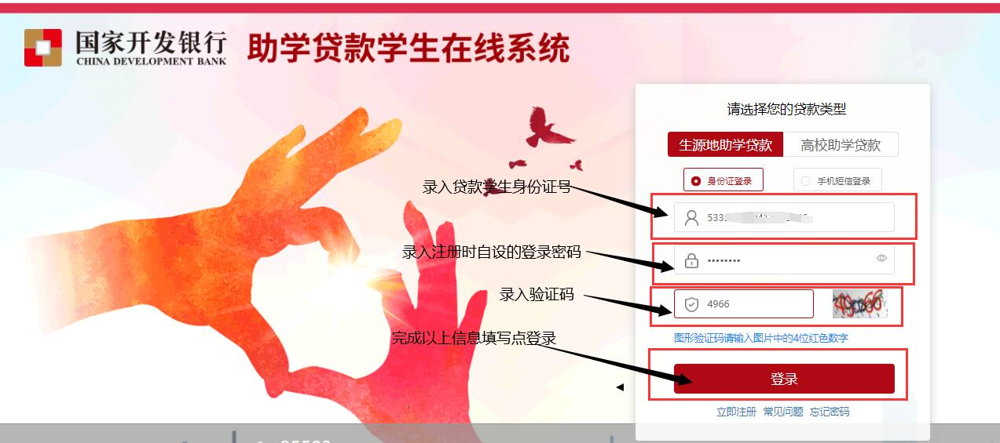 国家开发银行
CHINA DEVELOPMENT BANK
助学贷款学生在线系统
请选择您的贷款类型
生源地助学贷款 高校助学贷款
身份证登录 手机短信登录
录入贷款学生身份证号
533
录入注册时自设的登录密码
••••••••
录入验证码
4966
图形验证码请输入图片中的4位红色数字
完成以上信息填写点登录
登录
立即注册 常见问题 忘记密码